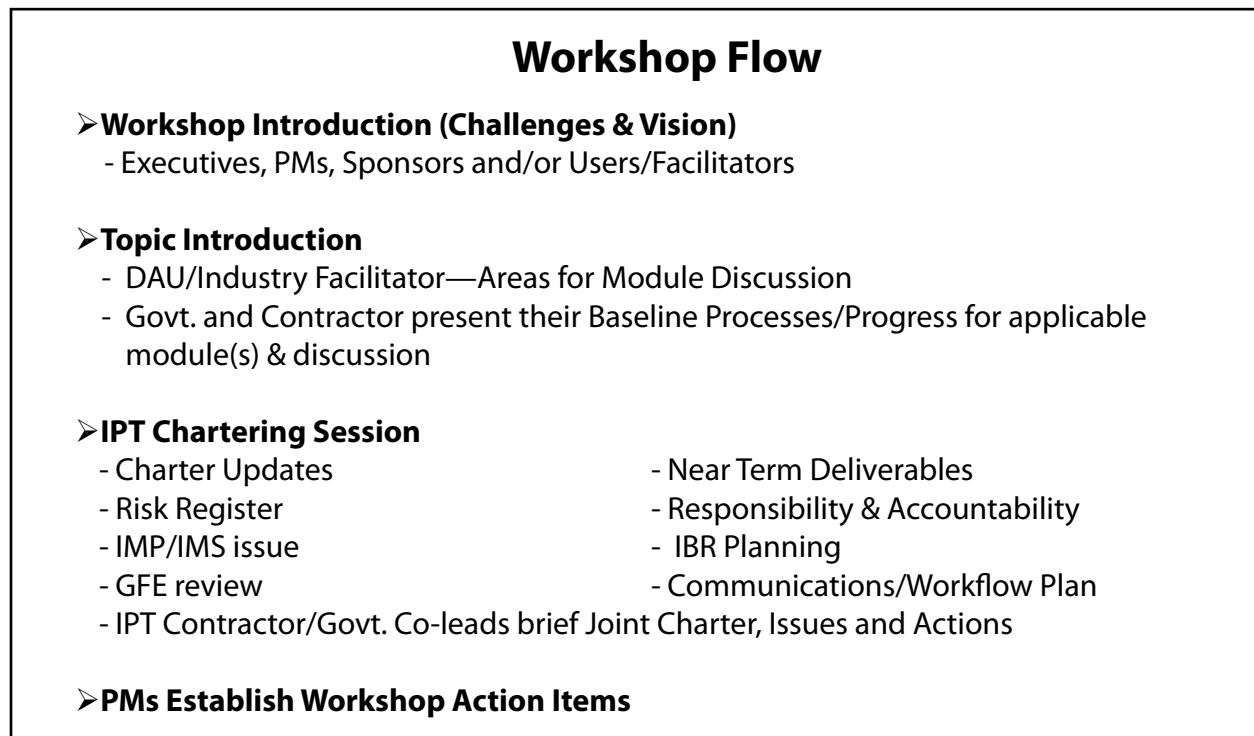 Workshop Flow
➢Workshop Introduction (Challenges & Vision)
- Executives, PMs, Sponsors and/or Users/Facilitators
➢Topic Introduction
- DAU/Industry Facilitator—Areas for Module Discussion
- Govt. and Contractor present their Baseline Processes/Progress for applicable
module(s) & discussion
➢IPT Chartering Session
- Charter Updates - Near Term Deliverables
- Risk Register - Responsibility & Accountability
- IMP/IMS issue - IBR Planning
- GFE review - Communications/Workflow Plan
- IPT Contractor/Govt. Co-leads brief Joint Charter, Issues and Actions
➢PMs Establish Workshop Action Items